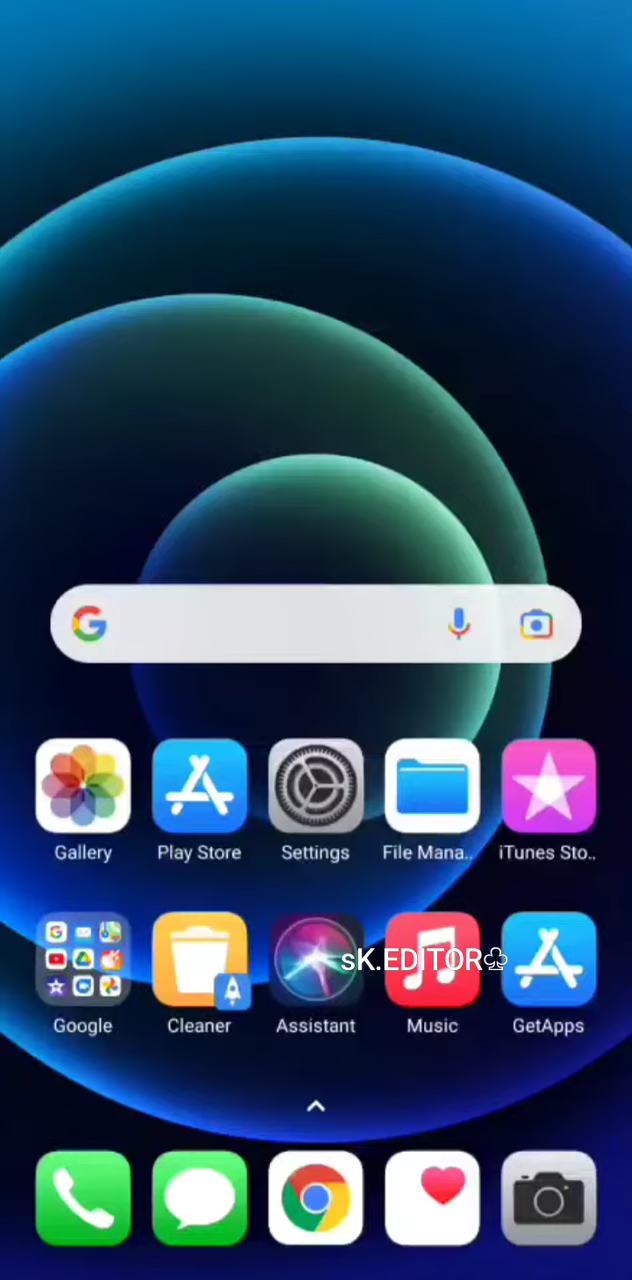 Gallery Play Store Settings File Mana.. iTunes Sto..
sK.EDITOR♧
Google Cleaner Assistant Music GetApps